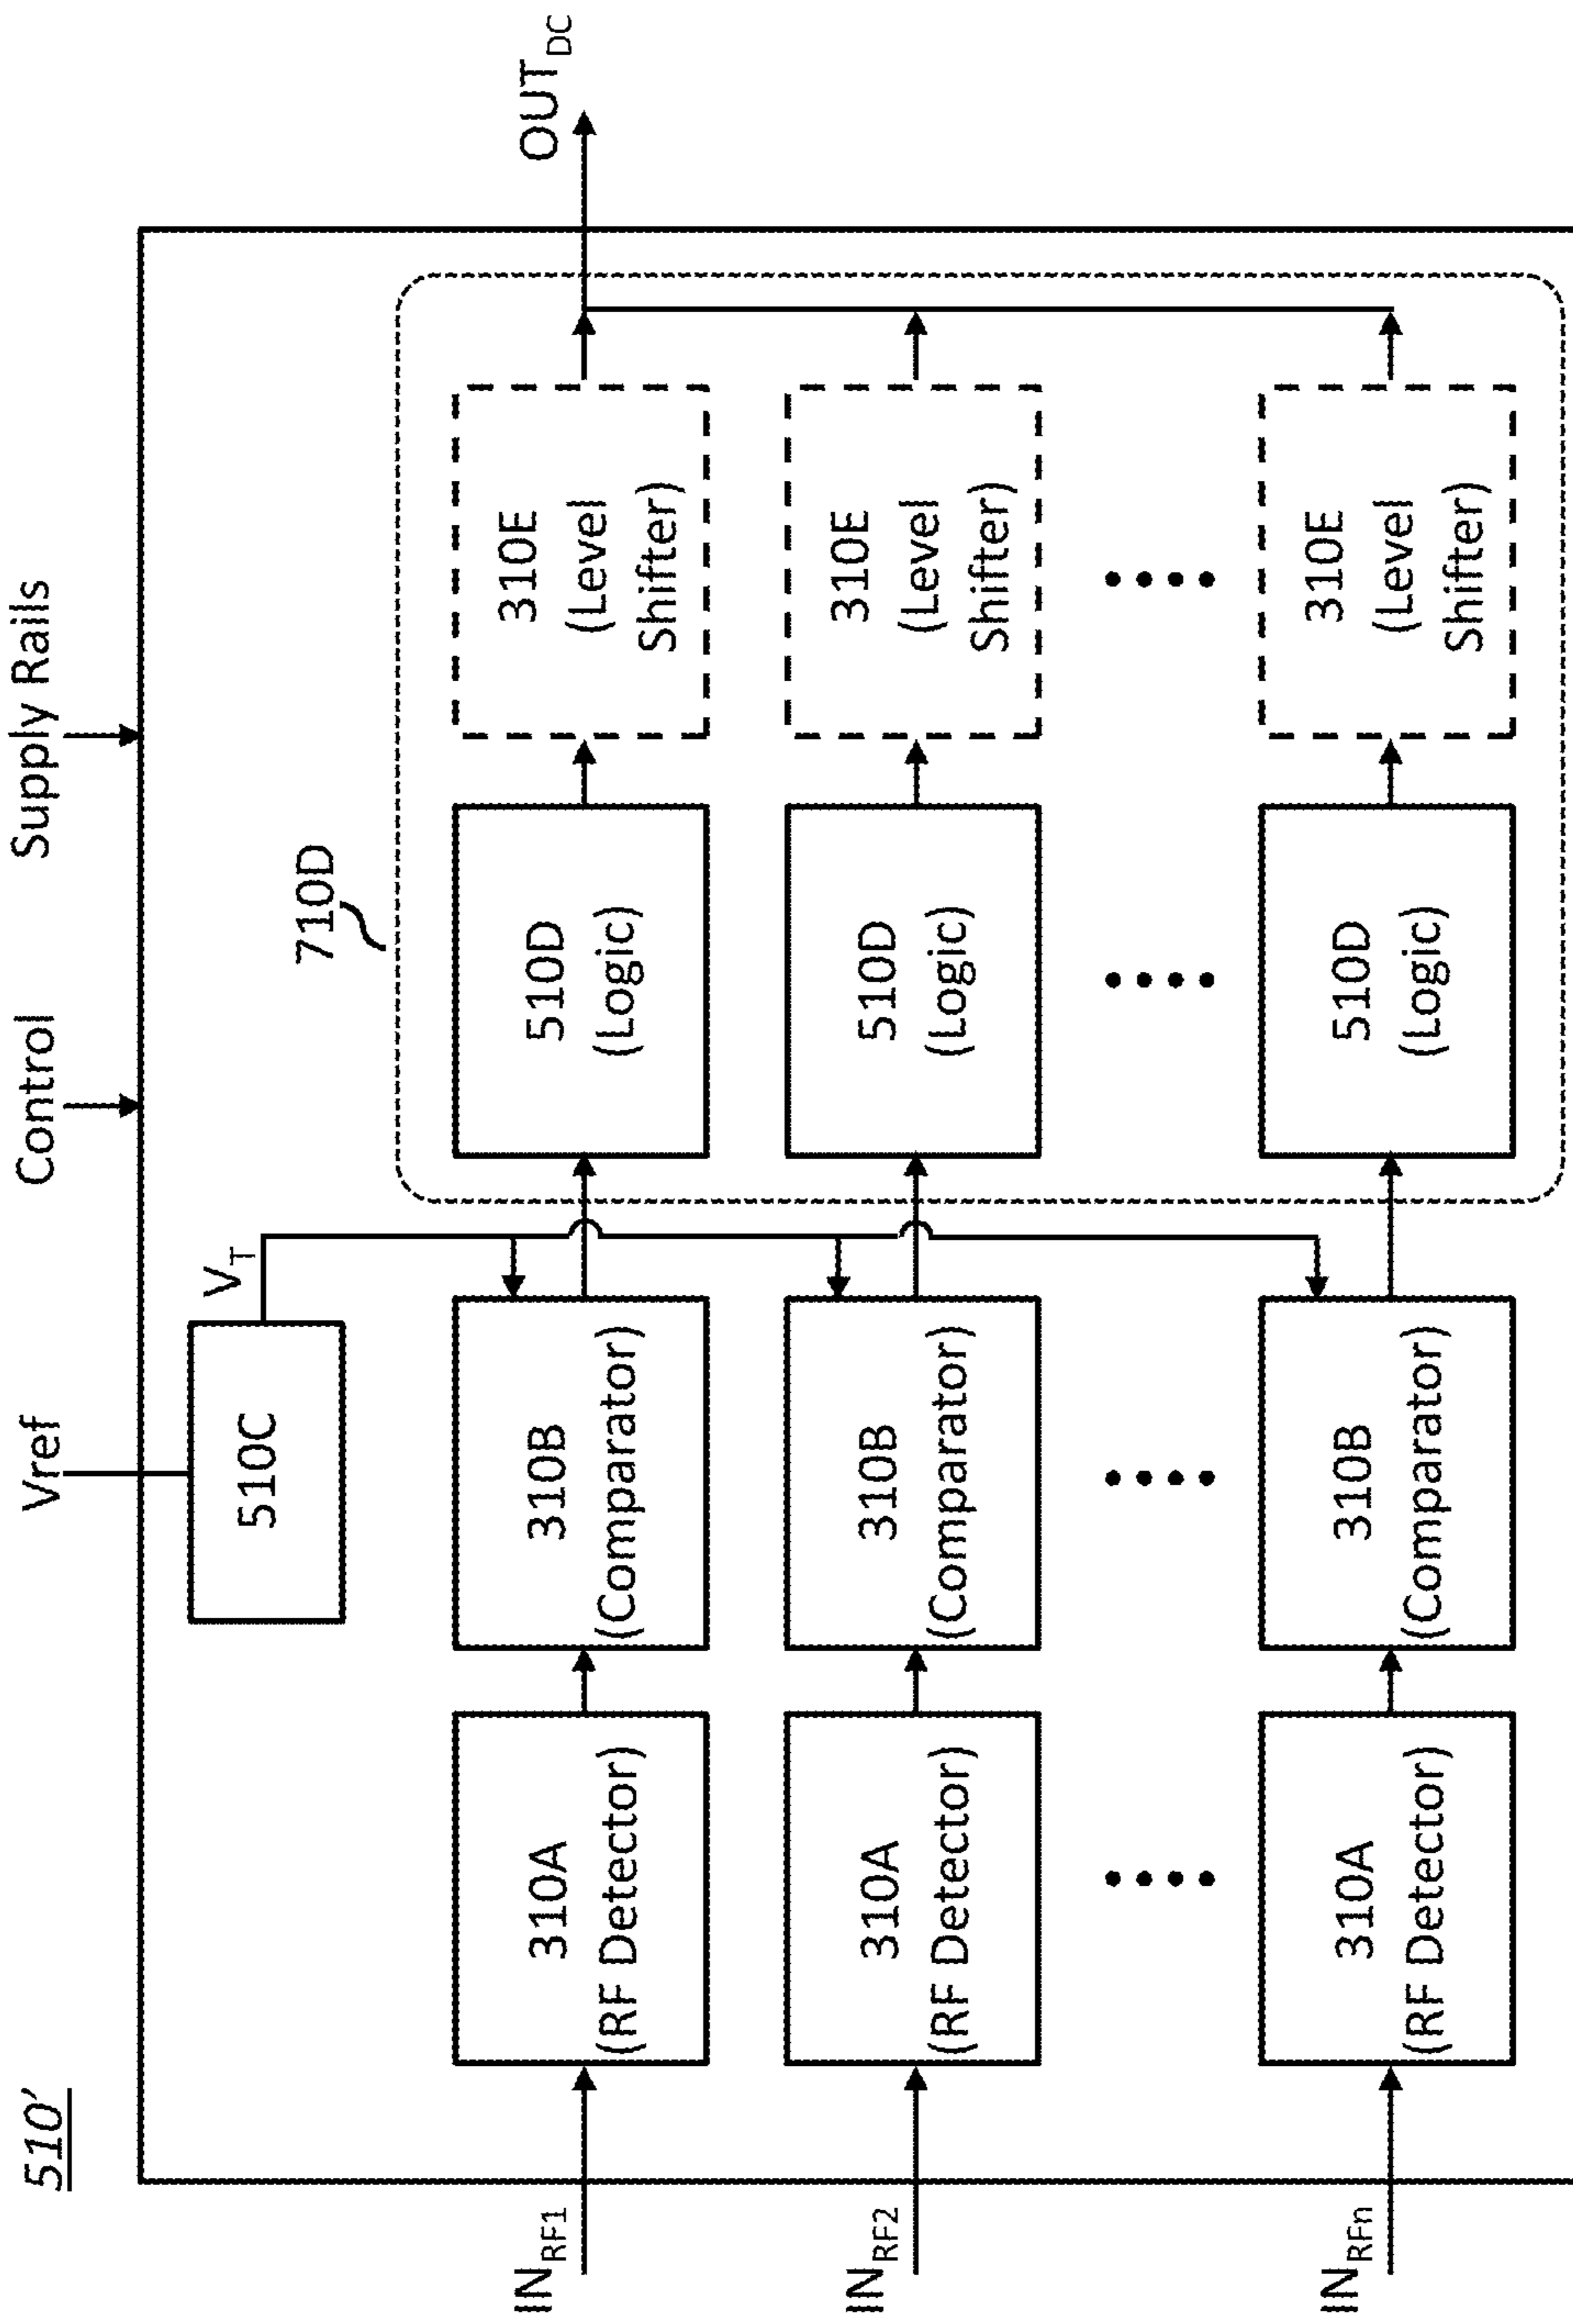 510'
Vref
Control
Supply Rails
510C
V_T
710D
OUT_DC
IN_RF1
310A
(RF Detector)
310B
(Comparator)
510D
(Logic)
310E
(Level
Shifter)
IN_RF2
310A
(RF Detector)
310B
(Comparator)
510D
(Logic)
310E
(Level
Shifter)
IN_RFn
310A
(RF Detector)
310B
(Comparator)
510D
(Logic)
310E
(Level
Shifter)